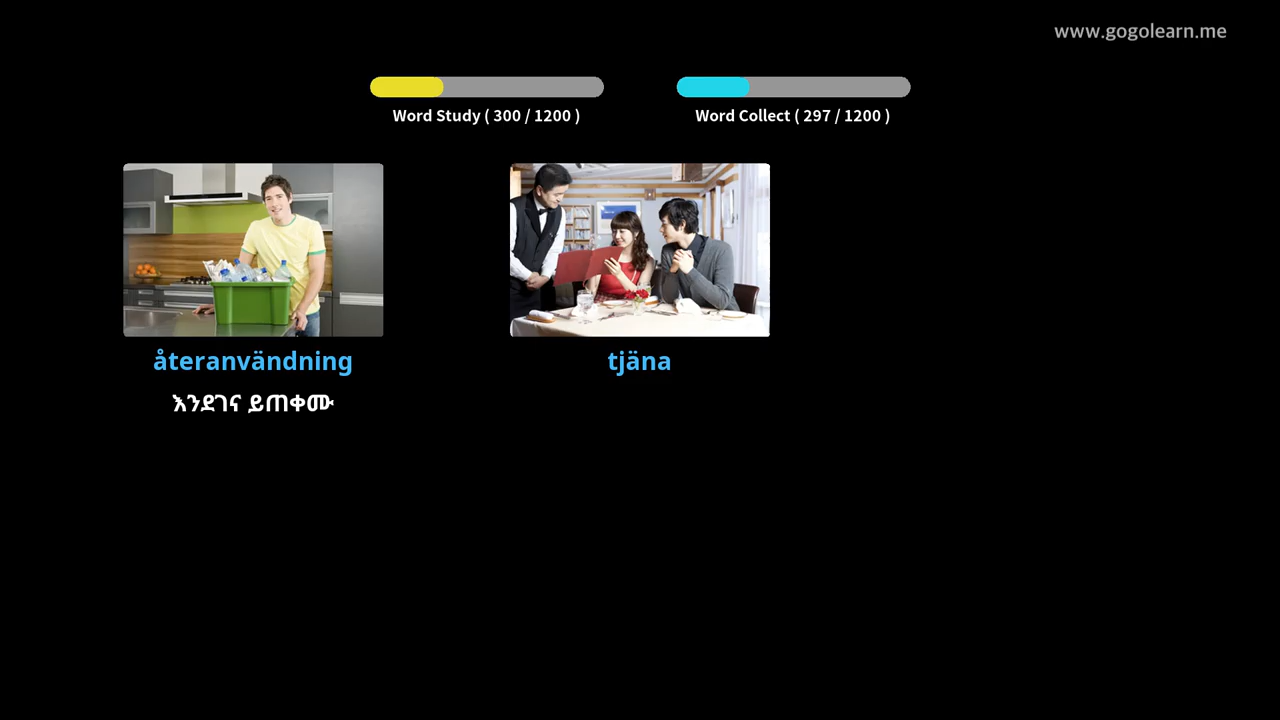 www.gogolearn.me
Word Study ( 300 / 1200 )
Word Collect ( 297 / 1200 )
återanvändning
tjäna
እንደገና ይጠቀሙ